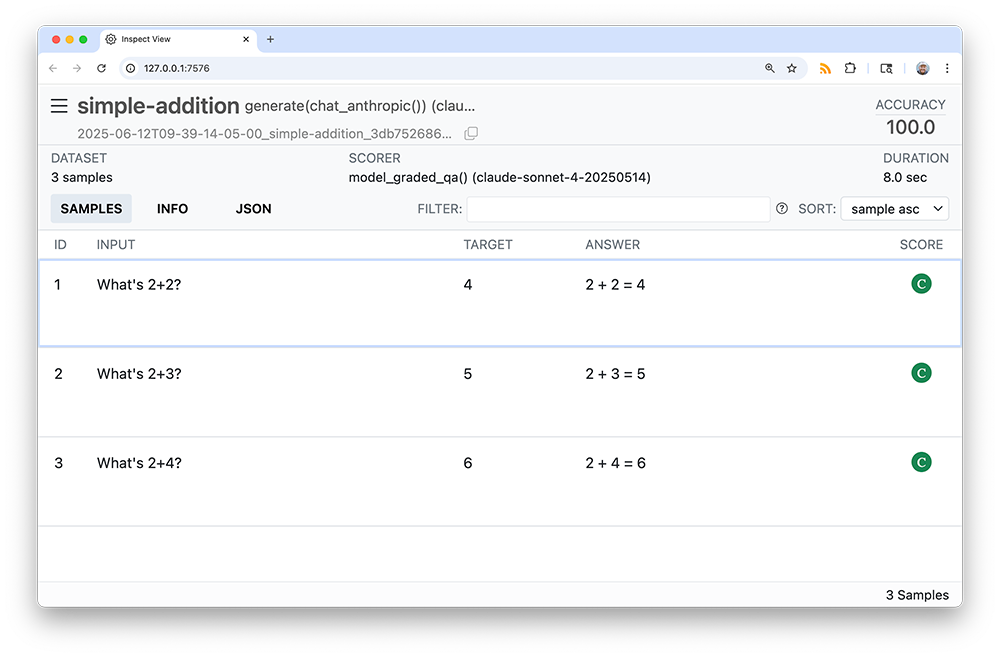 Inspect View
127.0.0.1:7576
simple-addition generate(chat_anthropic()) (clau...
ACCURACY
100.0
2025-06-12T09-39-14-05-00_simple-addition_3db752686...
DATASET SCORER DURATION
3 samples model_graded_qa() (claude-sonnet-4-20250514) 8.0 sec
SAMPLES INFO JSON FILTER: SORT: sample asc
ID INPUT TARGET ANSWER SCORE
1 What's 2+2? 4 2 + 2 = 4 C
2 What's 2+3? 5 2 + 3 = 5 C
3 What's 2+4? 6 2 + 4 = 6 C
3 Samples